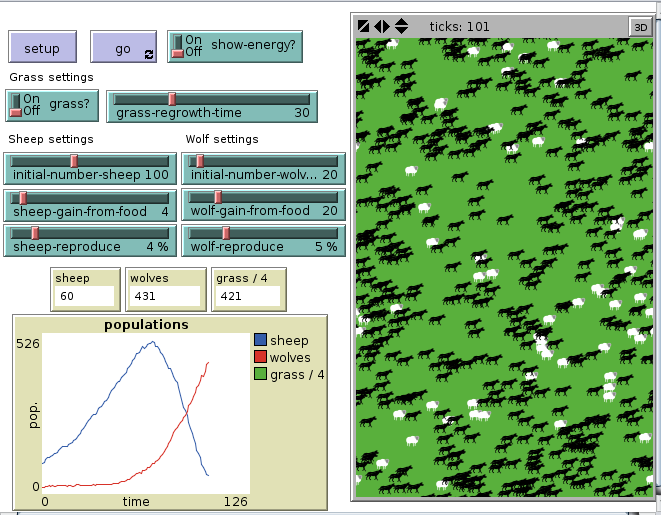 setup
go
On
Off
show-energy?
ticks: 101
3D
Grass settings
On
Off
grass?
grass-regrowth-time 30
Sheep settings
Wolf settings
initial-number-sheep 100
initial-number-wolv... 20
sheep-gain-from-food 4
wolf-gain-from-food 20
sheep-reproduce 4 %
wolf-reproduce 5 %
sheep
60
wolves
431
grass / 4
421
populations
526
pop.
0
0
time
126
sheep
wolves
grass / 4